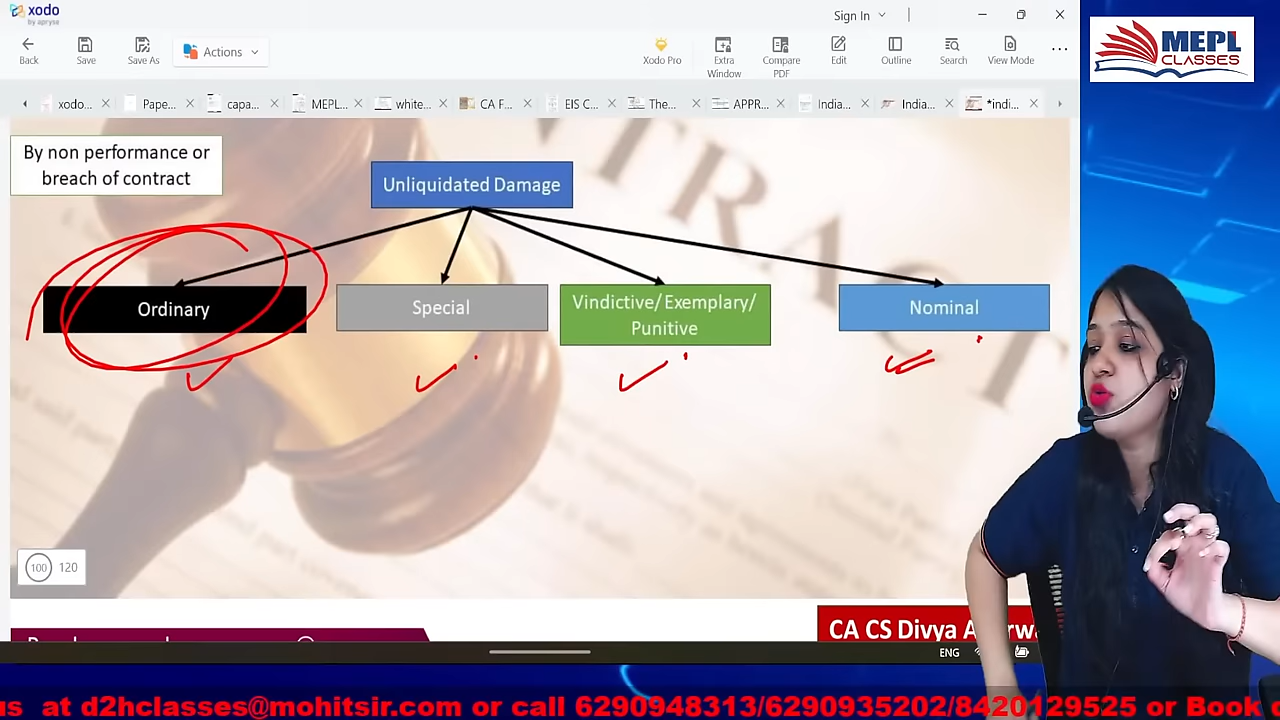 xodo
by apryse
Sign In
Back
Save
Save As
Actions
Xodo Pro
Extra Window
Compare PDF
Edit
Outline
Search
View Mode
xodo...
Pape...
capa...
MEPL...
white...
CA F...
EIS C...
The...
APPR...
India...
Inra...
*indi...
MEPL
CLASSES
By non performance or
breach of contract
Unliquidated Damage
Ordinary
Special
Vindictive/Exemplary/
Punitive
Nominal
100 120
CA CS Divya
ENG
us at d2hclasses@mohitsir.com or call 6290948313/6290935202/8420129525 or Book